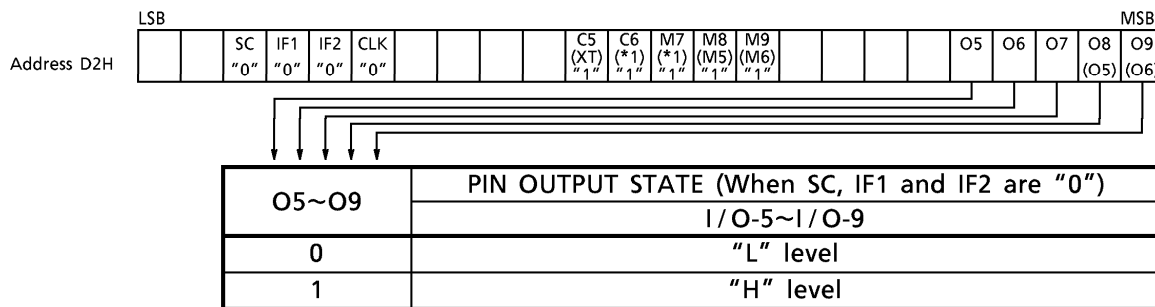 LSB MSB
Address D2H
SC IF1 IF2 CLK C5 C6 M7 M8 M9 O5 O6 O7 O8 O9
(XT) (*1) (*1) (M5) (M6) (O5) (O6)
"0" "0" "0" "0" "1" "1" "1" "1" "1"
O5~O9 PIN OUTPUT STATE (When SC, IF1 and IF2 are "0")
I/O-5~I/O-9
0 "L" level
1 "H" level